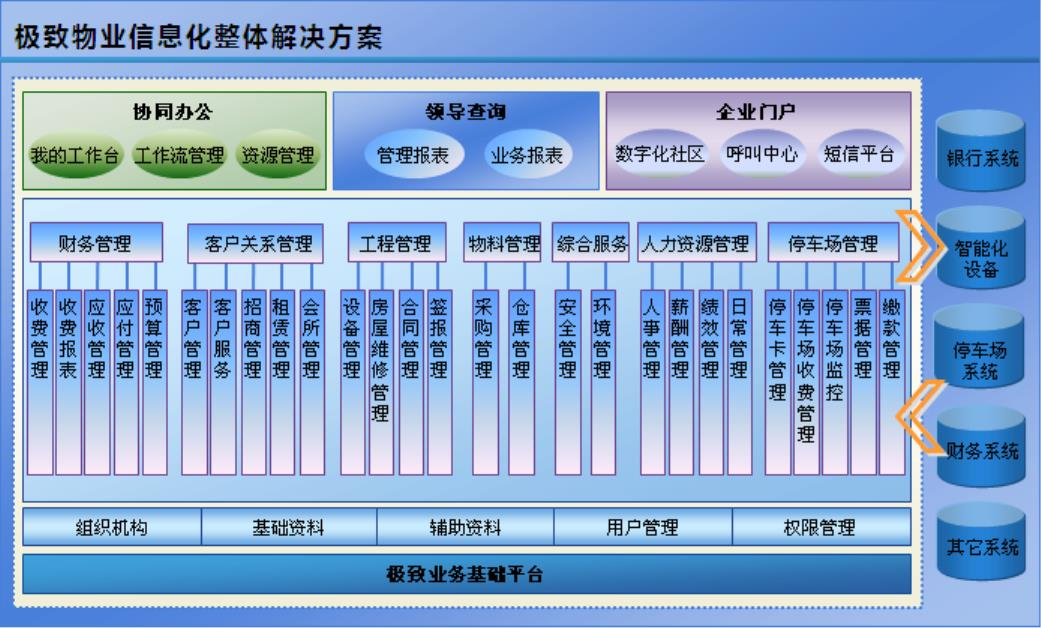 极致物业信息化整体解决方案
协同办公
我的工作台
工作流管理
资源管理
领导查询
管理报表
业务报表
企业门户
数字化社区
呼叫中心
短信平台
财务管理
收费管理
收费报表
应收管理
应付管理
预算管理
客户关系管理
客户管理
客户服务
招商管理
租赁管理
会所管理
工程管理
设备管理
房屋维修管理
合同管理
签报管理
物料管理
采购管理
仓库管理
综合服务
安全管理
环境管理
人力资源管理
人事管理
薪酬管理
绩效管理
日常管理
停车场管理
停车卡管理
停车场收费管理
停车场监控
票据管理
缴款管理
组织机构
基础资料
辅助资料
用户管理
权限管理
极致业务基础平台
银行系统
智能化
设备
停车场
系统
财务系统
其它系统